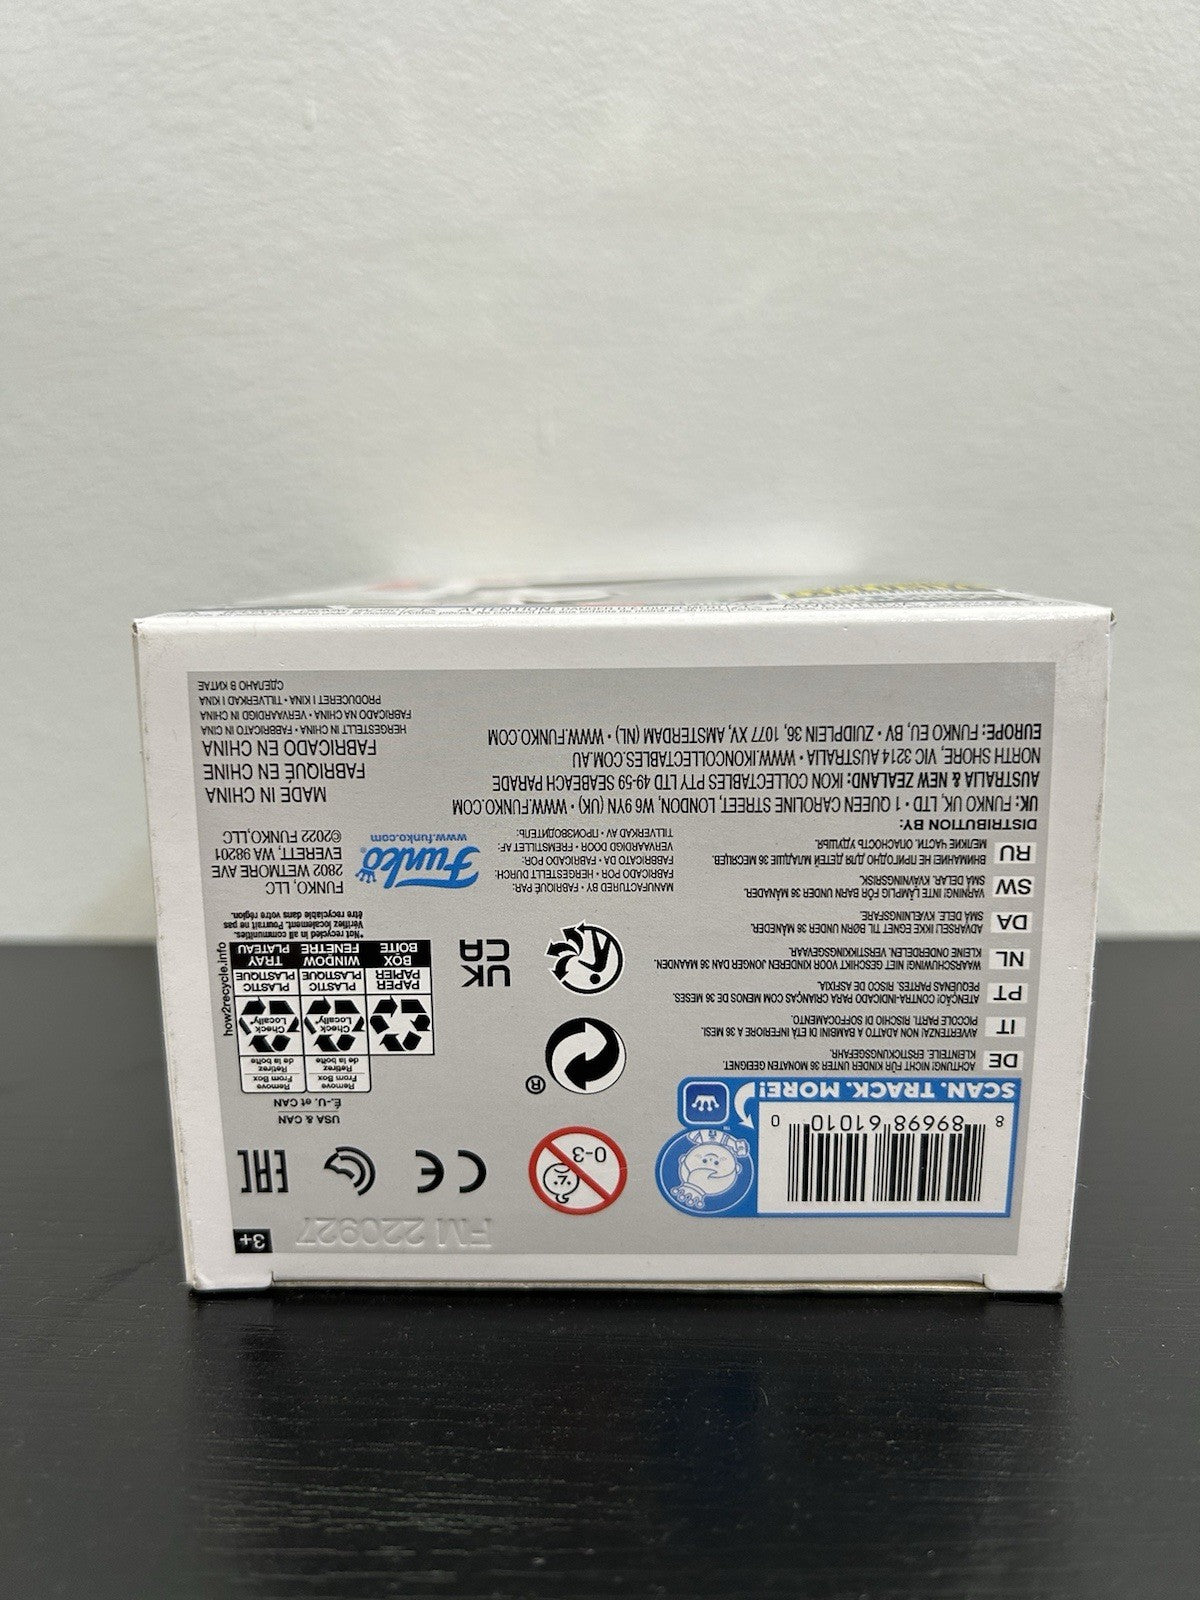 3+
FM 220927
0-3
USA & CAN
É.-U. et CAN
Remove
From Box
Retirez
de la boîte
Remove
From Box
Retirez
de la boîte
Check
Locally*
Check
Locally*
PAPER
PAPIER
BOX
BOÎTE
PLASTIC
PLASTIQUE
WINDOW
FENÊTRE
PLASTIC
PLASTIQUE
TRAY
PLATEAU
*Not recycled in all communities.
Vérifiez localement. Pourrait ne pas
être recyclable dans votre région.
how2recycle.info
8 89698 61010 0
SCAN. TRACK. MORE!
®
UK
CA
DE
ACHTUNG! NICHT FÜR KINDER UNTER 36 MONATEN GEEIGNET.
KLEINTEILE. ERSTICKUNGSGEFAHR.
IT
AVVERTENZA! NON ADATTO A BAMBINI DI ETÀ INFERIORE A 36 MESI.
PICCOLE PARTI. RISCHIO DI SOFFOCAMENTO.
PT
ATENÇÃO! CONTRA-INDICADO PARA CRIANÇAS COM MENOS DE 36 MESES.
PEQUENAS PARTES. RISCO DE ASFIXIA.
NL
WAARSCHUWING! NIET GESCHIKT VOOR KINDEREN JONGER DAN 36 MAANDEN.
KLEINE ONDERDELEN. VERSTIKKINGSGEVAAR.
DA
ADVARSEL! IKKE EGNET TIL BØRN UNDER 36 MÅNEDER.
SMÅ DELE. KVÆLNINGSFARE.
SW
VARNING! INTE LÄMPLIG FÖR BARN UNDER 36 MÅNADER.
SMÅ DELAR. KVÄVNINGSRISK.
RU
ВНИМАНИЕ! НЕ ПРИГОДНО ДЛЯ ДЕТЕЙ МЛАДШЕ 36 МЕСЯЦЕВ.
МЕЛКИЕ ЧАСТИ. ОПАСНОСТЬ УДУШЬЯ.
MANUFACTURED BY • FABRIQUÉ PAR:
FABRICADO POR • HERGESTELLT DURCH:
FABBRICATO DA • FABRICADO POR:
VERVAARDIGD DOOR • FREMSTILLET AF:
TILLVERKAD AV • ПРОИЗВОДИТЕЛЬ:
Funko®
www.funko.com
FUNKO, LLC
2802 WETMORE AVE
EVERETT, WA 98201
©2022 FUNKO, LLC
DISTRIBUTION BY:
UK: FUNKO UK, LTD • 1 QUEEN CAROLINE STREET, LONDON, W6 9YN (UK) • WWW.FUNKO.COM
AUSTRALIA & NEW ZEALAND: IKON COLLECTABLES PTY LTD 49-59 SEABEACH PARADE
NORTH SHORE, VIC 3214 AUSTRALIA • WWW.IKONCOLLECTABLES.COM.AU
EUROPE: FUNKO EU, BV • ZUIDPLEIN 36, 1077 XV, AMSTERDAM (NL) • WWW.FUNKO.COM
MADE IN CHINA
FABRIQUÉ EN CHINE
FABRICADO EN CHINA
HERGESTELLT IN CHINA • FABBRICATO IN CINA
FABRICADO NA CHINA • VERVAARDIGD IN CHINA
PRODUCERET I KINA • TILLVERKAD I KINA
СДЕЛАНО В КИТАЕ